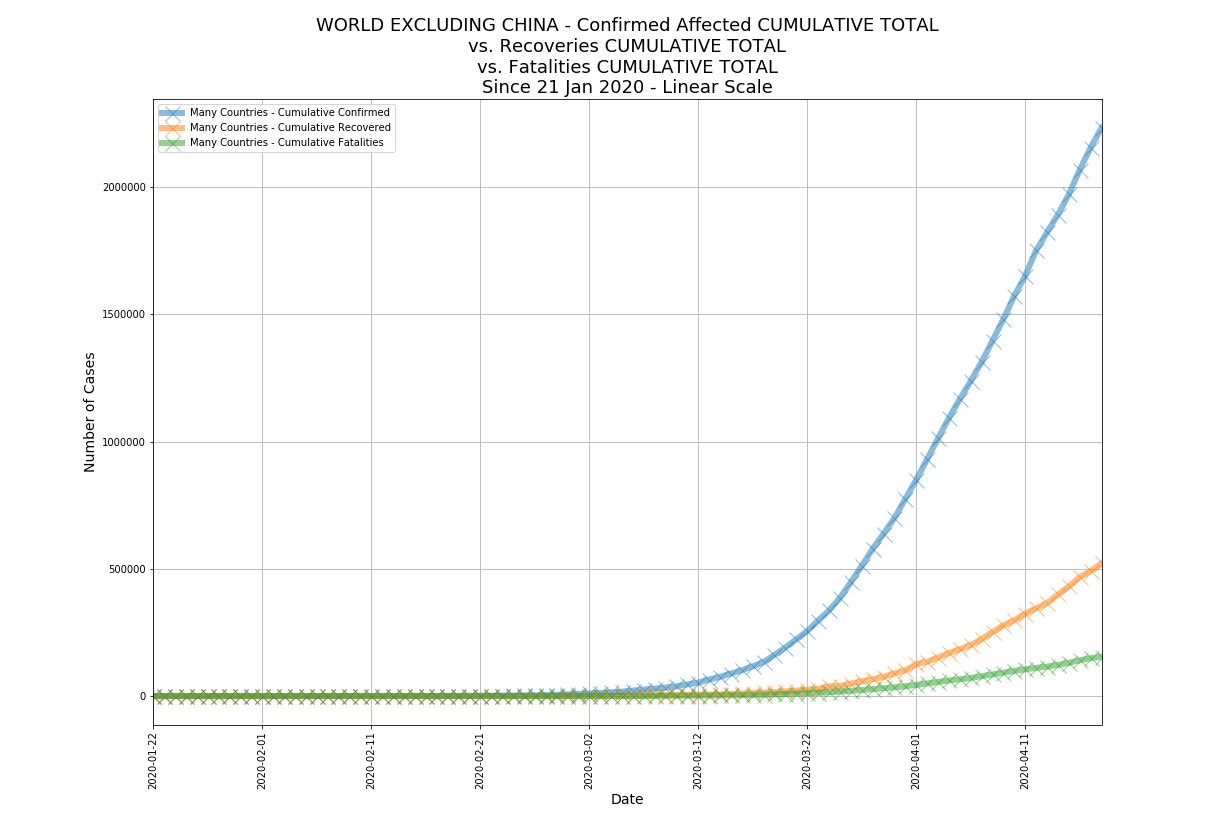 WORLD EXCLUDING CHINA - Confirmed Affected CUMULATIVE TOTAL
vs. Recoveries CUMULATIVE TOTAL
vs. Fatalities CUMULATIVE TOTAL
Since 21 Jan 2020 - Linear Scale
Many Countries - Cumulative Confirmed
Many Countries - Cumulative Recovered
Many Countries - Cumulative Fatalities
Number of Cases
2000000
1500000
1000000
500000
0
2020-01-22
2020-02-01
2020-02-11
2020-02-21
2020-03-02
2020-03-12
2020-03-22
2020-04-01
2020-04-11
Date